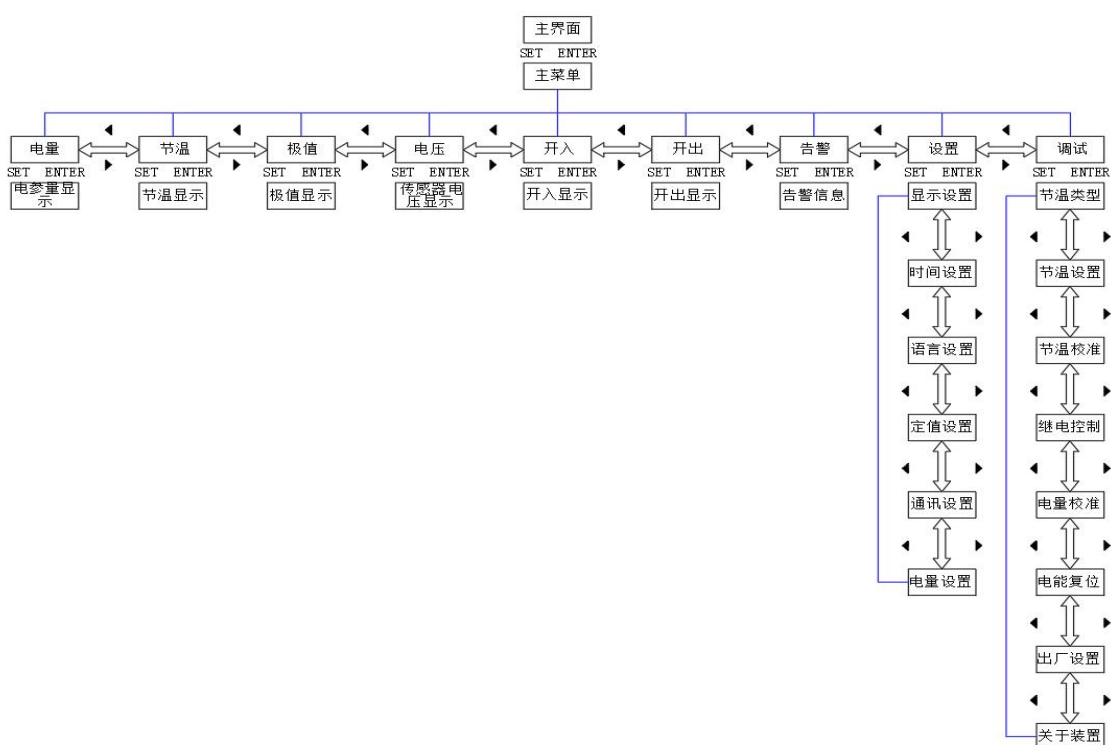 主界面
SET ENTER
主菜单
电量 节温 极值 电压 开入 开出 告警 设置 调试
SET ENTER SET ENTER SET ENTER SET ENTER SET ENTER SET ENTER SET ENTER SET ENTER SET ENTER
电参量显
示
节温显示
极值显示
传感器电
压显示
开入显示
开出显示
告警信息
显示设置
时间设置
语言设置
定值设置
通讯设置
电量设置
节温类型
节温设置
节温校准
继电控制
电量校准
电能复位
出厂设置
关于装置